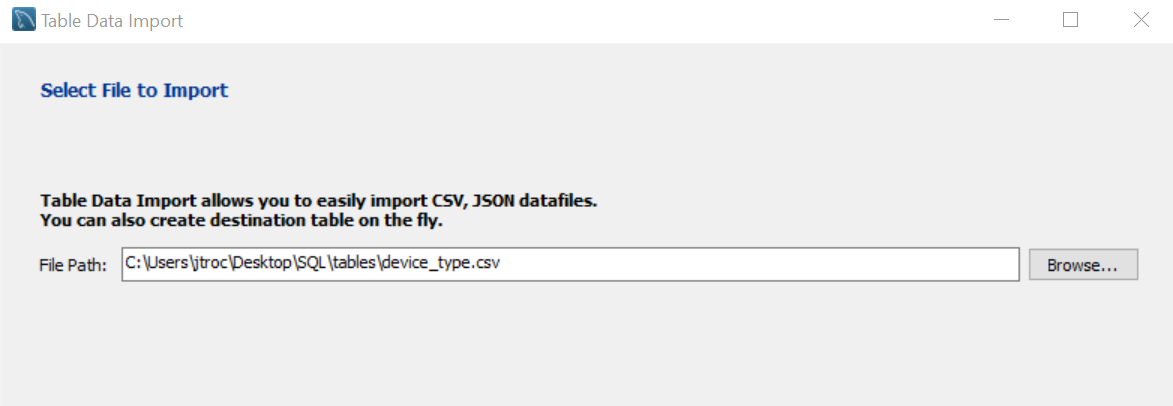 Table Data Import
Select File to Import
Table Data Import allows you to easily import CSV, JSON datafiles.
You can also create destination table on the fly.
File Path: C:\Users\jtroc\Desktop\SQL\tables\device_type.csv Browse...